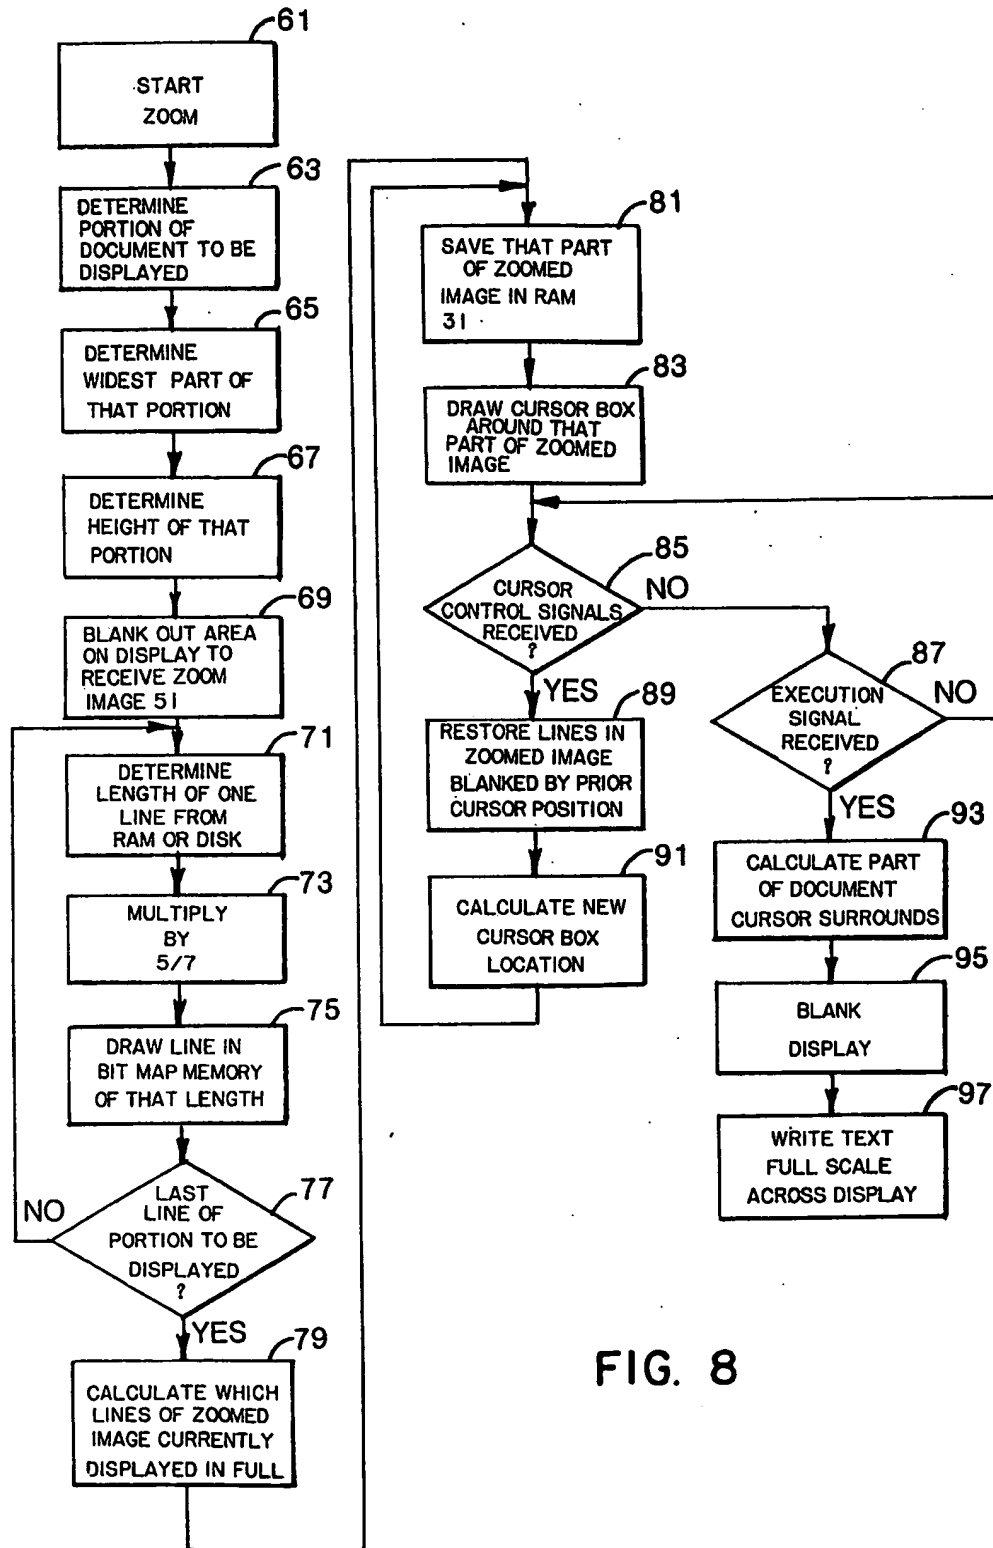 61
START
ZOOM
63
DETERMINE
PORTION OF
DOCUMENT TO BE
DISPLAYED
65
DETERMINE
WIDEST PART OF
THAT PORTION
67
DETERMINE
HEIGHT OF THAT
PORTION
69
BLANK OUT AREA
ON DISPLAY TO
RECEIVE ZOOM
IMAGE 51
71
DETERMINE
LENGTH OF ONE
LINE FROM
RAM OR DISK
73
MULTIPLY
BY
5/7
75
DRAW LINE IN
BIT MAP MEMORY
OF THAT LENGTH
77
LAST
LINE OF
PORTION TO BE
DISPLAYED
?
NO
YES
79
CALCULATE WHICH
LINES OF ZOOMED
IMAGE CURRENTLY
DISPLAYED IN FULL
81
SAVE THAT PART
OF ZOOMED
IMAGE IN RAM
31
83
DRAW CURSOR BOX
AROUND THAT
PART OF ZOOMED
IMAGE
85
CURSOR
CONTROL SIGNALS
RECEIVED
?
NO
YES
87
EXECUTION
SIGNAL
RECEIVED
?
NO
YES
89
RESTORE LINES IN
ZOOMED IMAGE
BLANKED BY PRIOR
CURSOR POSITION
91
CALCULATE NEW
CURSOR BOX
LOCATION
93
CALCULATE PART
OF DOCUMENT
CURSOR SURROUNDS
95
BLANK
DISPLAY
97
WRITE TEXT
FULL SCALE
ACROSS DISPLAY
FIG. 8